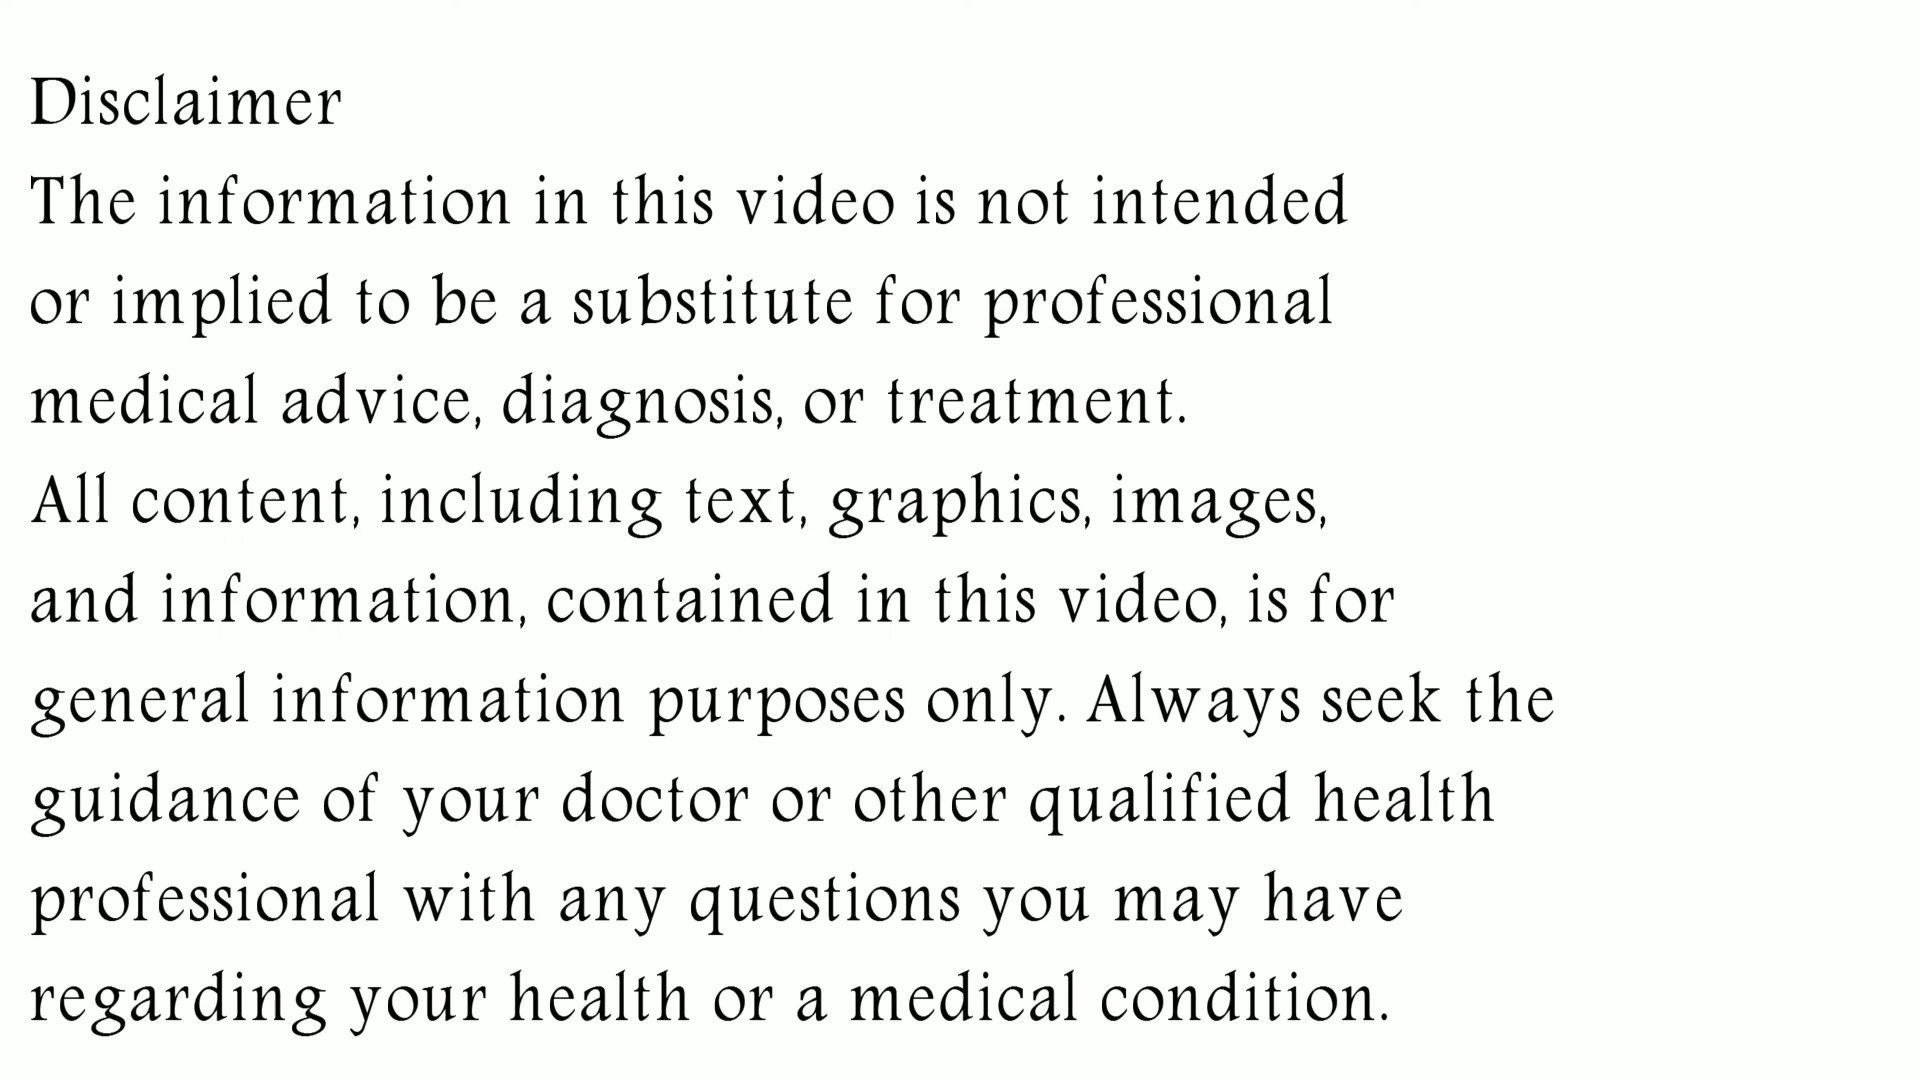 Disclaimer
The information in this video is not intended
or implied to be a substitute for professional
medical advice, diagnosis, or treatment.
All content, including text, graphics, images,
and information, contained in this video, is for
general information purposes only. Always seek the
guidance of your doctor or other qualified health
professional with any questions you may have
regarding your health or a medical condition.